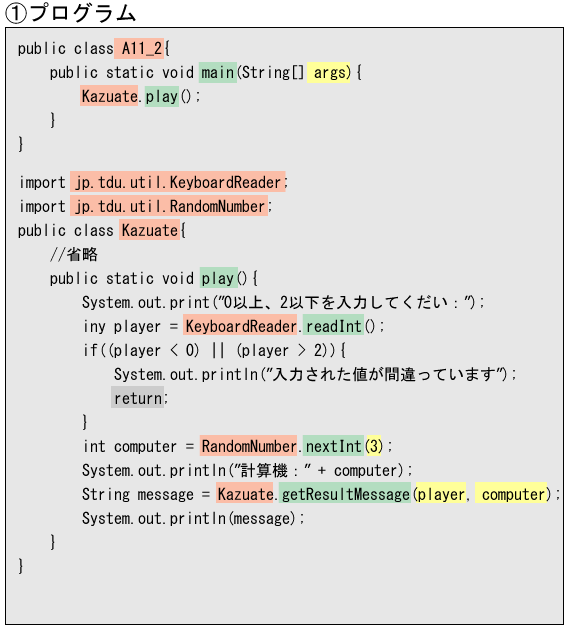 ①プログラム
public class A11_2{
public static void main(String[] args){
Kazuate.play();
}
}
import jp.tdu.util.KeyboardReader;
import jp.tdu.util.RandomNumber;
public class Kazuate{
//省略
public static void play(){
System.out.print("0以上、2以下を入力してくだい：");
iny player = KeyboardReader.readInt();
if((player < 0) || (player > 2)){
System.out.println("入力された値が間違っています");
return;
}
int computer = RandomNumber.nextInt(3);
System.out.println("計算機：" + computer);
String message = Kazuate.getResultMessage(player, computer);
System.out.println(message);
}
}